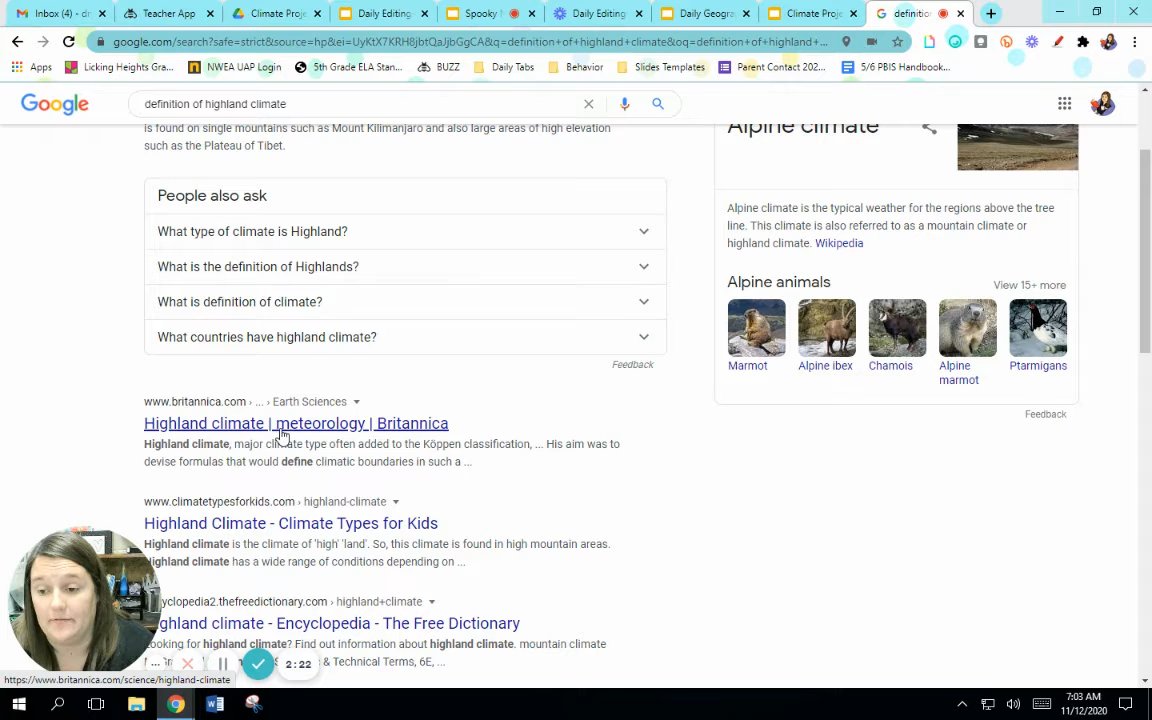 Inbox (4) - dr
Teacher App
Climate Proje
Daily Editing
Spooky
Daily Editing
Daily Geogra
Climate Proje
definitio
google.com/search?safe=strict&source=hp&ei=UyKtX7KRH8jbtQaJjbGgCA&q=definition+of+highland+climate&oq=definition+of+highland+...
Apps
Licking Heights Gra...
NWEA UAP Login
5th Grade ELA Stan...
BUZZ
Daily Tabs
Behavior
Slides Templates
Parent Contact 202...
5/6 PBIS Handbook...
Google
definition of highland climate
is found on single mountains such as Mount Kilimanjaro and also large areas of high elevation
such as the Plateau of Tibet.
People also ask
What type of climate is Highland?
What is the definition of Highlands?
What is definition of climate?
What countries have highland climate?
Feedback
www.britannica.com › ... › Earth Sciences
Highland climate | meteorology | Britannica
Highland climate, major climate type often added to the Köppen classification, ... His aim was to
devise formulas that would define climatic boundaries in such a ...
www.climatetypesforkids.com › highland-climate
Highland Climate - Climate Types for Kids
Highland climate is the climate of 'high' 'land'. So, this climate is found in high mountain areas.
Highland climate has a wide range of conditions depending on ...
cyclopedia2.thefreedictionary.com › highland+climate
ghland climate - Encyclopedia - The Free Dictionary
ooking for highland climate? Find out information about highland climate. mountain climate
& Technical Terms, 6E, ...
2:22
https://www.britannica.com/science/highland-climate
Alpine climate
Alpine climate is the typical weather for the regions above the tree
line. This climate is also referred to as a mountain climate or
highland climate. Wikipedia
Alpine animals
View 15+ more
Marmot
Alpine ibex
Chamois
Alpine
marmot
Ptarmigans
Feedback
7:03 AM
11/12/2020